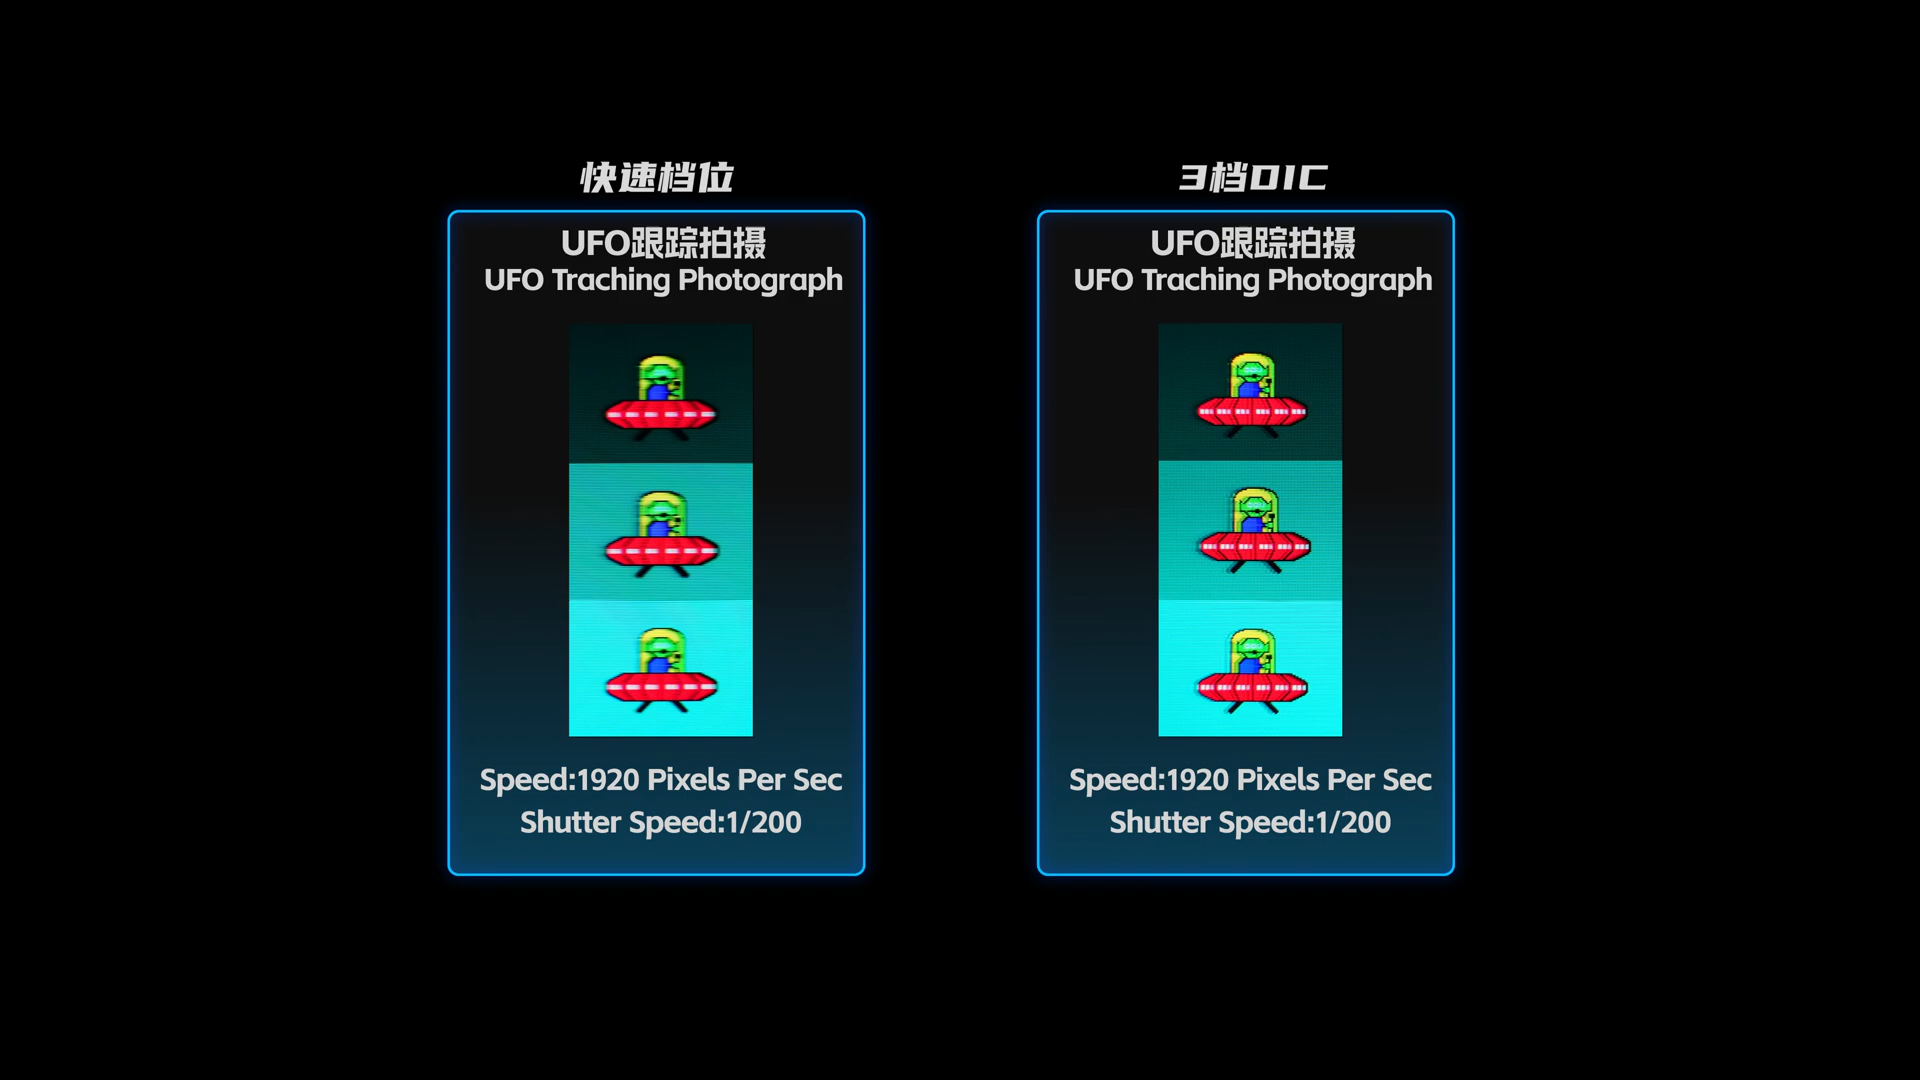 快速档位
UFO跟踪拍摄
UFO Traching Photograph
Speed:1920 Pixels Per Sec
Shutter Speed:1/200
3档DIC
UFO跟踪拍摄
UFO Traching Photograph
Speed:1920 Pixels Per Sec
Shutter Speed:1/200